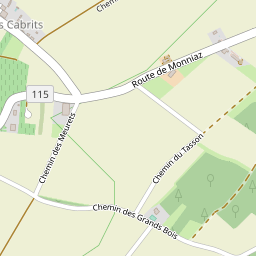 s Cabrits
Chemin
Route de Monniaz
115
Chemin des Meurets
Chemin du Tasson
Chemin des Grands Bois